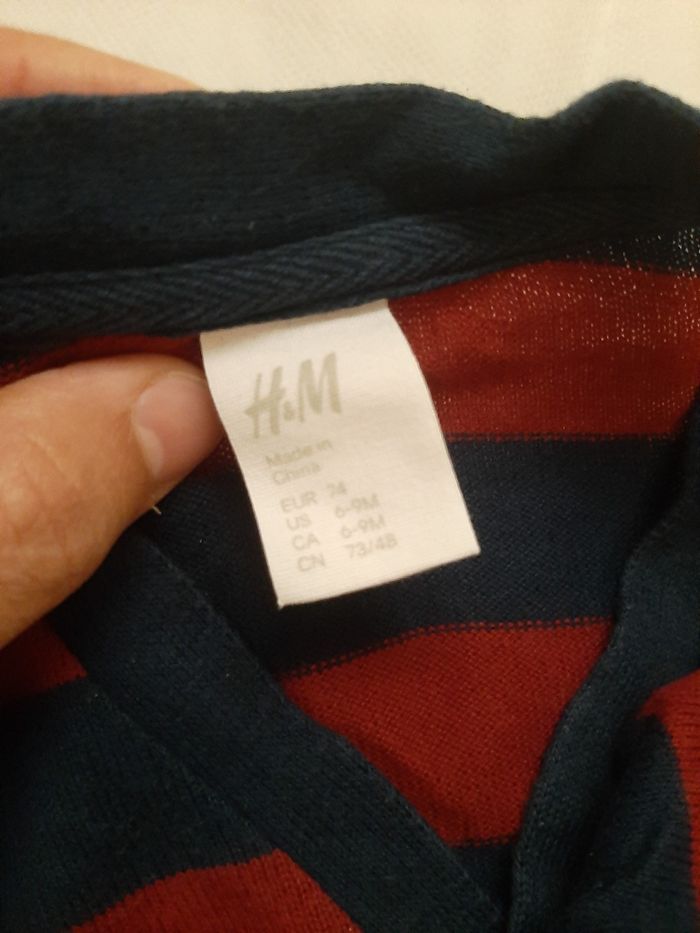 H&M
Made in
China
EUR 74
US 6-9M
CA 6-9M
CN 73/48